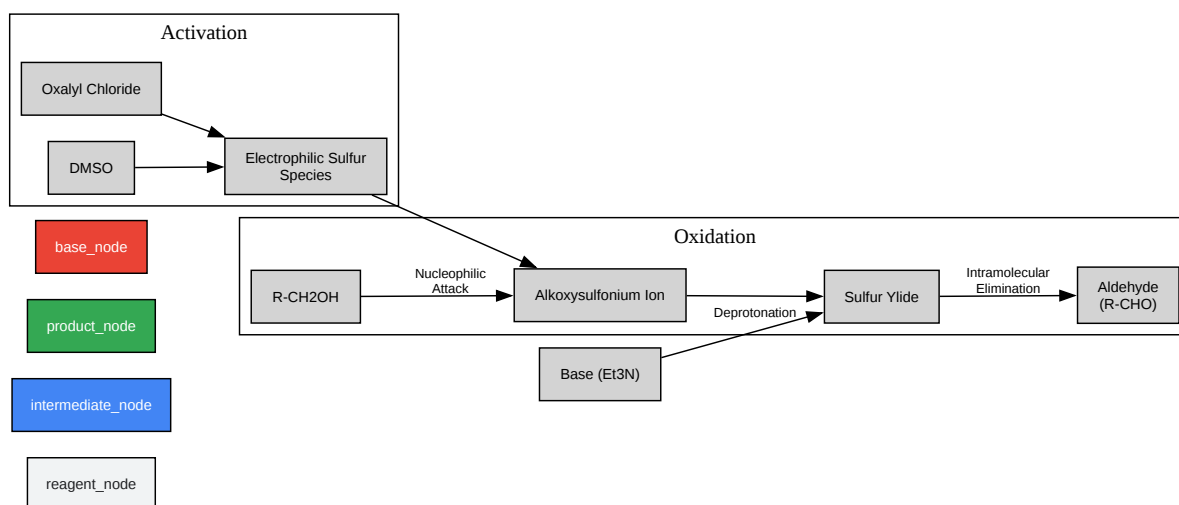 Activation
Oxalyl Chloride
DMSO
Electrophilic Sulfur
Species
base_node
product_node
intermediate_node
reagent_node
Oxidation
R-CH2OH
Nucleophilic
Attack
Alkoxysulfonium Ion
Deprotonation
Sulfur Ylide
Intramolecular
Elimination
Aldehyde
(R-CHO)
Base (Et3N)